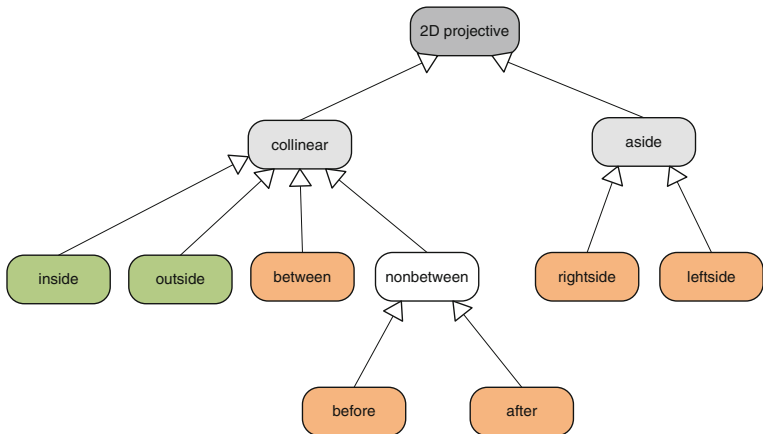 2D projective
collinear
aside
inside
outside
between
nonbetween
rightside
leftside
before
after